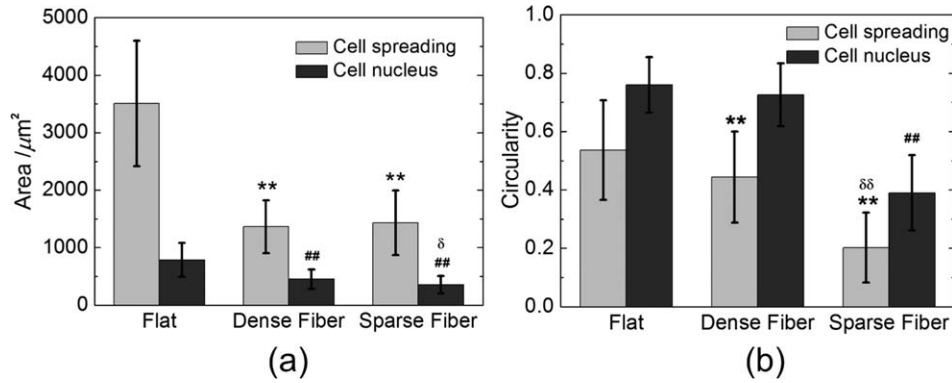 5000
4000
3000
2000
1000
0
Area /μm²
Cell spreading
Cell nucleus
**
##
**
δ
##
Flat Dense Fiber Sparse Fiber
(a)
1.0
0.8
0.6
0.4
0.2
0.0
Circularity
Cell spreading
Cell nucleus
**
##
δδ
**
Flat Dense Fiber Sparse Fiber
(b)